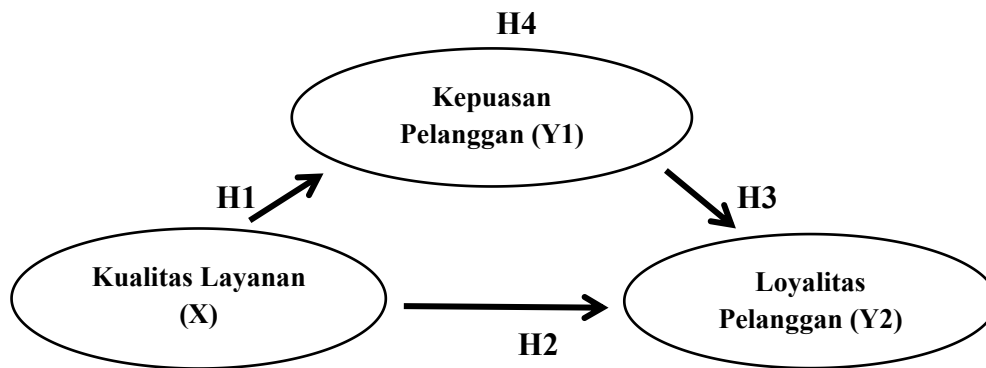 H4
Kepuasan
Pelanggan (Y1)
H1
H3
Kualitas Layanan
(X)
Loyalitas
Pelanggan (Y2)
H2